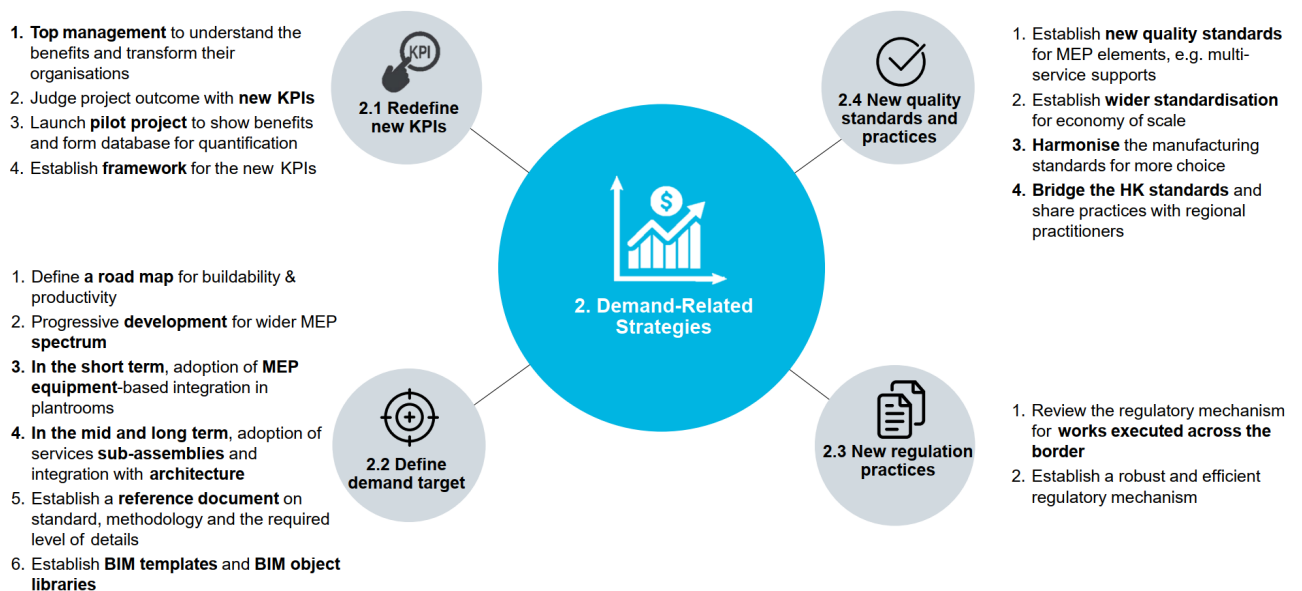 1. Top management to understand the
benefits and transform their
organisations
2. Judge project outcome with new KPIs
3. Launch pilot project to show benefits
and form database for quantification
4. Establish framework for the new KPIs
KPI
2.1 Redefine
new KPIs
2.4 New quality
standards and
practices
1. Establish new quality standards
for MEP elements, e.g. multi-
service supports
2. Establish wider standardisation
for economy of scale
3. Harmonise the manufacturing
standards for more choice
4. Bridge the HK standards and
share practices with regional
practitioners
$
2. Demand-Related
Strategies
1. Define a road map for buildability &
productivity
2. Progressive development for wider MEP
spectrum
3. In the short term, adoption of MEP
equipment-based integration in
plantrooms
4. In the mid and long term, adoption of
services sub-assemblies and
integration with architecture
5. Establish a reference document on
standard, methodology and the required
level of details
6. Establish BIM templates and BIM object
libraries
2.2 Define
demand target
2.3 New regulation
practices
1. Review the regulatory mechanism
for works executed across the
border
2. Establish a robust and efficient
regulatory mechanism